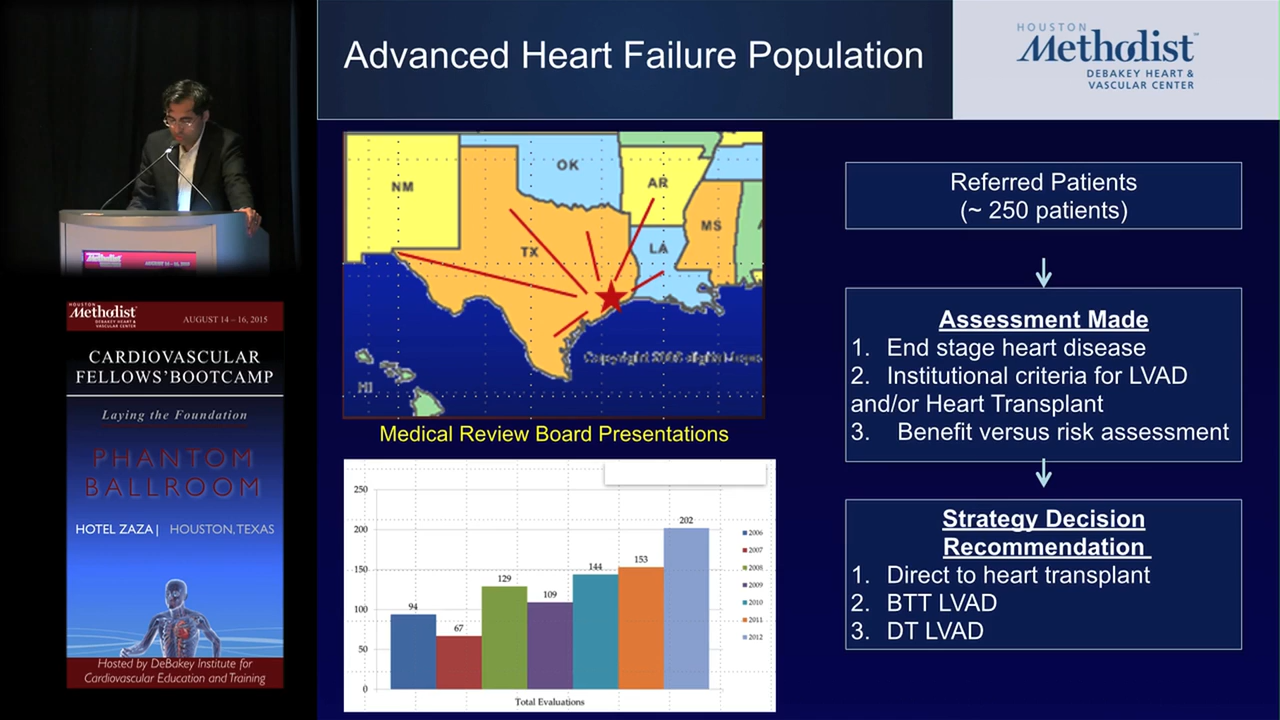 Advanced Heart Failure Population
HOUSTON
Methodist
DEBAKEY HEART &
VASCULAR CENTER
NM
OK
AR
TX
LA
MS
HI
Medical Review Board Presentations
250
200
150
100
50
0
94
67
129
109
144
153
202
2006
2007
2008
2009
2010
2011
2012
Total Evaluations
Referred Patients
(~ 250 patients)
Assessment Made
1. End stage heart disease
2. Institutional criteria for LVAD
and/or Heart Transplant
3. Benefit versus risk assessment
Strategy Decision
Recommendation
1. Direct to heart transplant
2. BTT LVAD
3. DT LVAD
Methodist
AUGUST 14-16, 2015
HOUSTON
Methodist
DEBAKEY HEART &
VASCULAR CENTER
AUGUST 14 – 16, 2015
CARDIOVASCULAR
FELLOWS' BOOTCAMP
Laying the Foundation
PHANTOM
BALLROOM
HOTEL ZAZA | HOUSTON, TEXAS
Hosted by DeBakey Institute for
Cardiovascular Education and Training